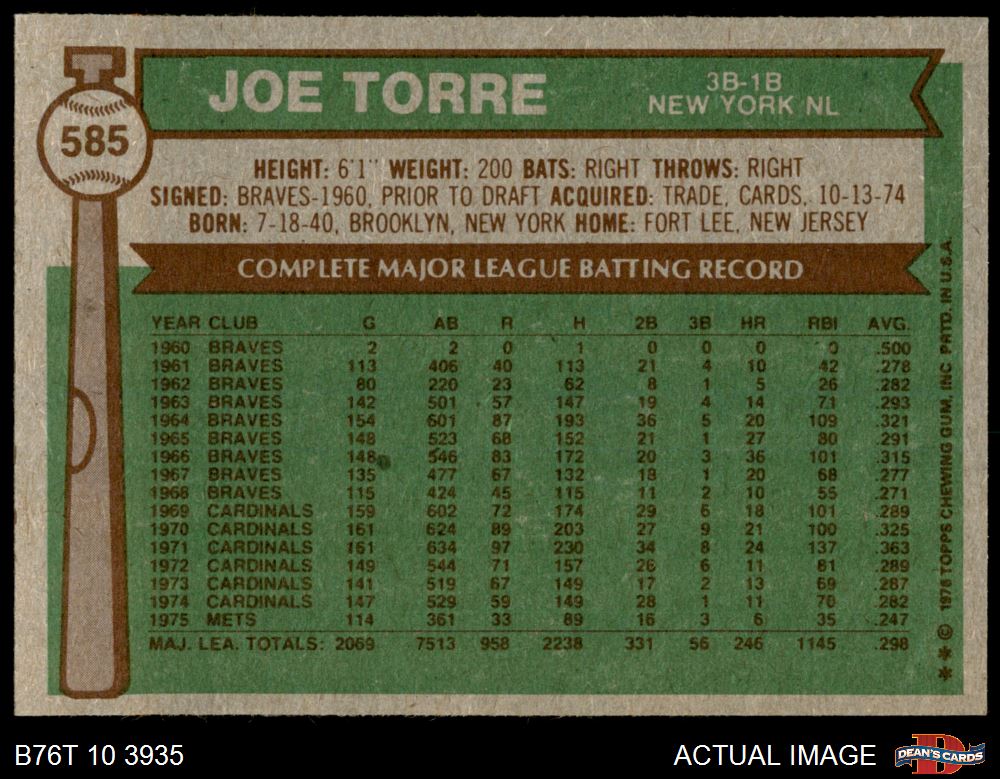 585
JOE TORRE
3B-1B
NEW YORK NL
HEIGHT: 6'1" WEIGHT: 200 BATS: RIGHT THROWS: RIGHT
SIGNED: BRAVES-1960, PRIOR TO DRAFT ACQUIRED: TRADE, CARDS, 10-13-74
BORN: 7-18-40, BROOKLYN, NEW YORK HOME: FORT LEE, NEW JERSEY
COMPLETE MAJOR LEAGUE BATTING RECORD
YEAR CLUB G AB R H 2B 3B HR RBI AVG.
1960 BRAVES 2 2 0 1 0 0 0 0 .500
1961 BRAVES 113 406 40 113 21 4 10 42 .278
1962 BRAVES 80 220 23 62 8 1 5 26 .282
1963 BRAVES 142 501 57 147 19 4 14 71 .293
1964 BRAVES 154 601 87 193 36 5 20 109 .321
1965 BRAVES 148 523 68 152 21 1 27 80 .291
1966 BRAVES 148 546 83 172 20 3 36 101 .315
1967 BRAVES 135 477 67 132 18 1 20 68 .277
1968 BRAVES 115 424 45 115 11 2 10 55 .271
1969 CARDINALS 159 602 72 174 29 6 18 101 .289
1970 CARDINALS 161 624 89 203 27 9 21 100 .325
1971 CARDINALS 161 634 97 230 34 8 24 137 .363
1972 CARDINALS 149 544 71 157 26 6 11 81 .289
1973 CARDINALS 141 519 67 149 17 2 13 69 .287
1974 CARDINALS 147 529 59 149 28 1 11 70 .282
1975 METS 114 361 33 89 16 3 6 35 .247
MAJ. LEA. TOTALS: 2069 7513 958 2238 331 56 246 1145 .298
* * © 1976 TOPPS CHEWING GUM, INC PRTD. IN U.S.A.
B76T 10 3935
ACTUAL IMAGE
DEAN'S CARDS